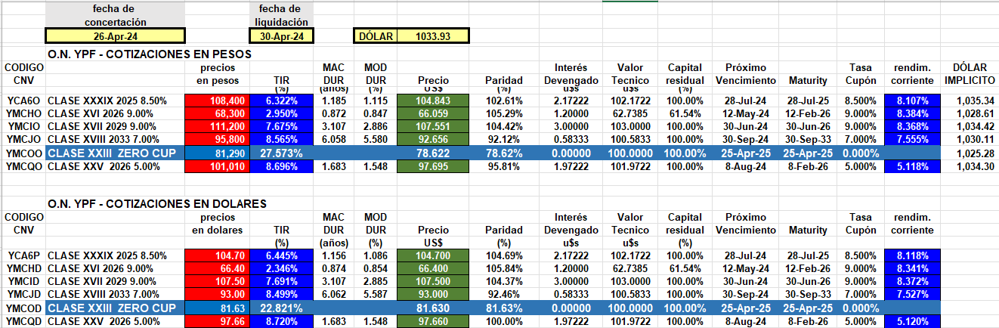 fecha de fecha de
concertación liquidación
26-Apr-24 30-Apr-24 DÓLAR 1033.93
O.N. YPF - COTIZACIONES EN PESOS
CODIGO precios MAC MOD Interés Valor Capital Próximo Tasa rendim. DÓLAR
CNV en pesos TIR DUR DUR Precio Paridad Devengado Tecnico residual Vencimiento Maturity Cupón corriente IMPLICITO
(%) (años) (%) US$ (%) u$s u$s (%)
YCA6O CLASE XXXIX 2025 8.50% 108,400 6.322% 1.185 1.115 104.843 102.61% 2.17222 102.1722 100.00% 28-Jul-24 28-Jul-25 8.500% 8.107% 1,035.34
YMCHO CLASE XVI 2026 9.00% 68,300 2.950% 0.872 0.847 66.059 105.29% 1.20000 62.7385 61.54% 12-May-24 12-Feb-26 9.000% 8.384% 1,028.61
YMCIO CLASE XVII 2029 9.00% 111,200 7.675% 3.107 2.886 107.551 104.42% 3.00000 103.0000 100.00% 30-Jun-24 30-Jun-26 9.000% 8.368% 1,034.42
YMCJO CLASE XVIII 2033 7.00% 95,800 8.565% 6.058 5.580 92.656 92.12% 0.58333 100.5833 100.00% 30-Sep-24 30-Sep-33 7.000% 7.555% 1,030.11
YMCOO CLASE XXIII ZERO CUP 81,290 27.573% 78.622 78.62% 0.00000 100.0000 100.00% 25-Apr-25 25-Apr-25 0.000% 1,025.28
YMCQO CLASE XXV 2026 5.00% 101,010 8.696% 1.683 1.548 97.695 95.81% 1.97222 101.9722 100.00% 8-Aug-24 8-Feb-26 5.000% 5.118% 1,034.30
O.N. YPF - COTIZACIONES EN DOLARES
CODIGO precios MAC MOD Interés Valor Capital Próximo Tasa rendim.
CNV en dolares TIR DUR DUR Precio Paridad Devengado Tecnico residual Vencimiento Maturity Cupón corriente
(%) (años) (%) US$ (%) u$s u$s (%)
YCA6P CLASE XXXIX 2025 8.50% 104.70 6.445% 1.156 1.086 104.700 104.69% 2.17222 102.1722 100.00% 28-Jul-24 28-Jul-25 8.500% 8.118%
YMCHD CLASE XVI 2026 9.00% 66.40 2.346% 0.874 0.854 66.400 105.84% 1.20000 62.7385 61.54% 12-May-24 12-Feb-26 9.000% 8.341%
YMCID CLASE XVII 2029 9.00% 107.50 7.691% 3.107 2.885 107.500 104.37% 3.00000 103.0000 100.00% 30-Jun-24 30-Jun-26 9.000% 8.372%
YMCJD CLASE XVIII 2033 7.00% 93.00 8.499% 6.062 5.587 93.000 92.46% 0.58333 100.5833 100.00% 30-Sep-24 30-Sep-33 7.000% 7.527%
YMCOD CLASE XXIII ZERO CUP 81.63 22.821% 81.630 81.63% 0.00000 100.0000 100.00% 25-Apr-25 25-Apr-25 0.000%
YMCQD CLASE XXV 2026 5.00% 97.66 8.720% 1.683 1.548 97.660 100.00% 1.97222 101.9722 100.00% 8-Aug-24 8-Feb-26 5.000% 5.120%